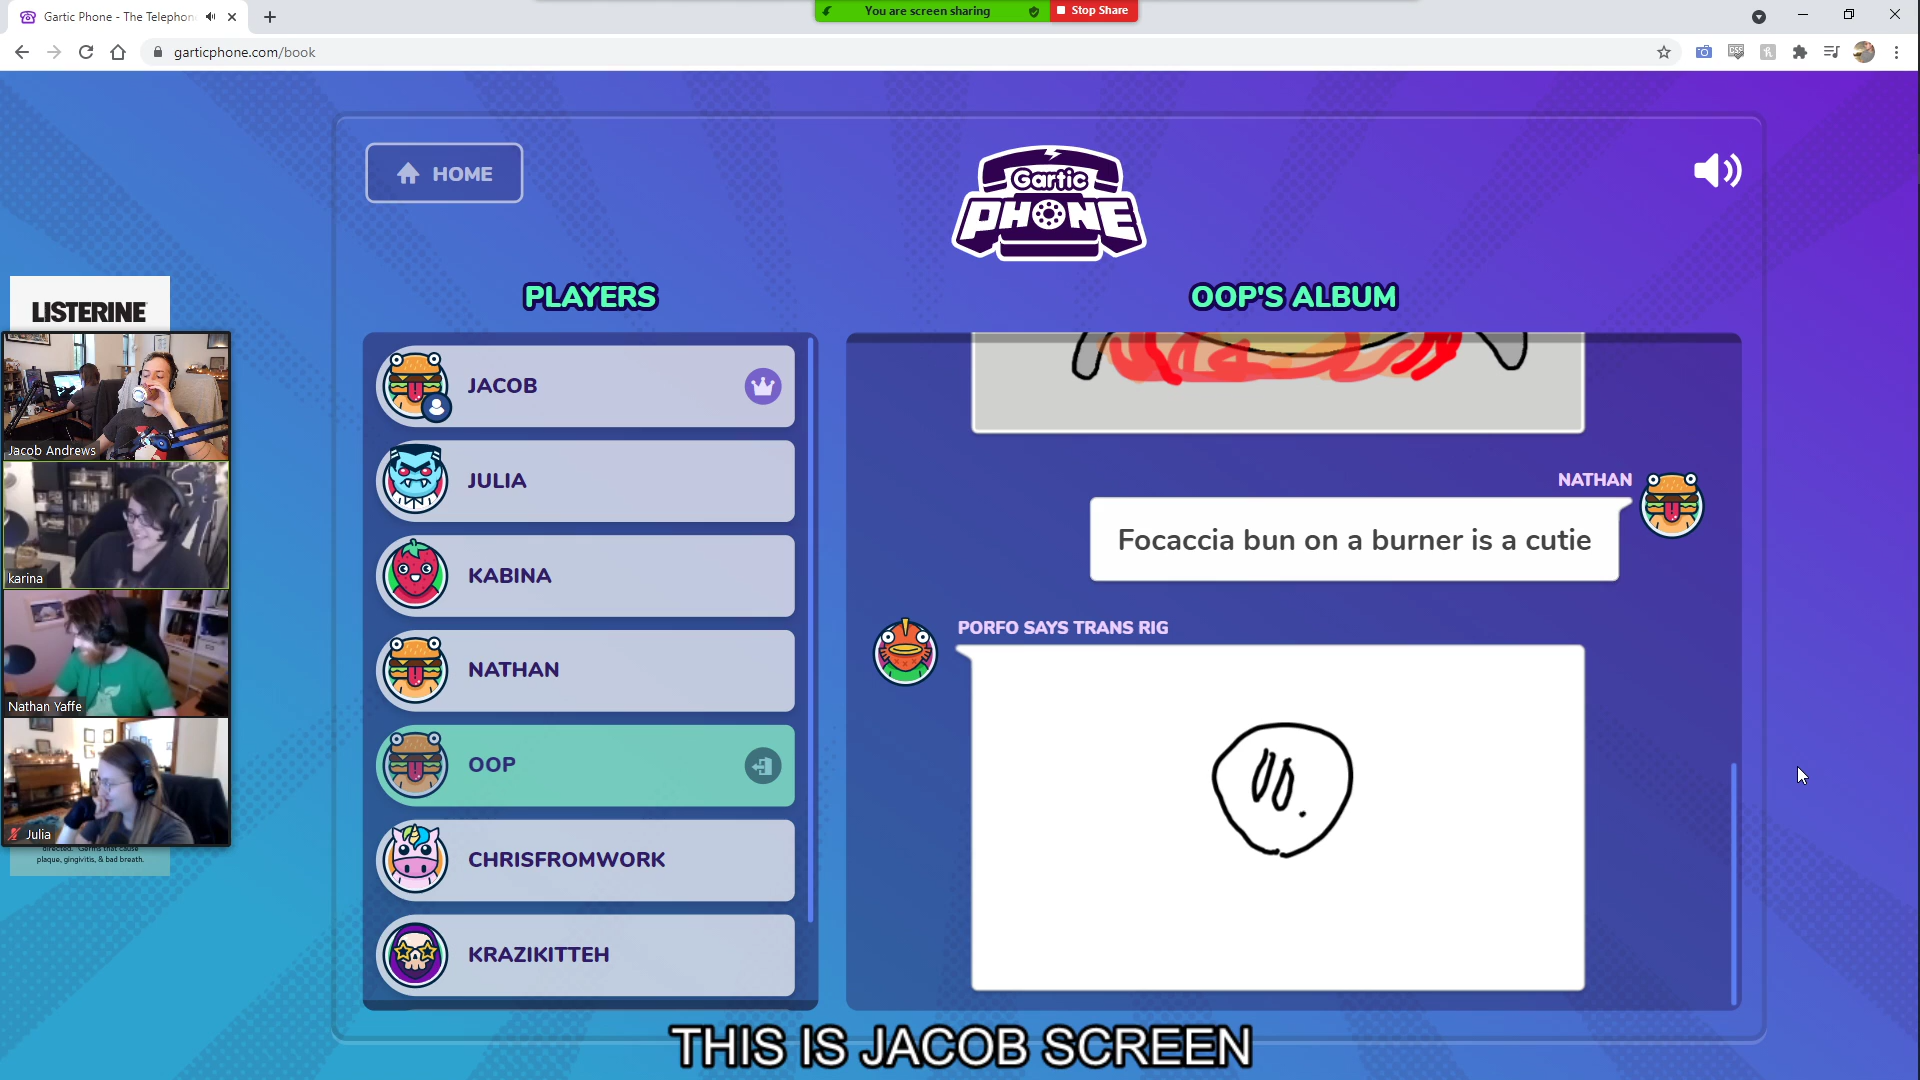 Gartic Phone - The Telephon
You are screen sharing
Stop Share
garticphone.com/book
HOME
Gartic
PHONE
PLAYERS
OOP'S ALBUM
LISTERINE
JACOB
JULIA
KABINA
NATHAN
OOP
CHRISFROMWORK
KRAZIKITTEH
Jacob Andrews
karina
Nathan Yaffe
Julia
plaque, gingivitis, & bad breath.
NATHAN
Focaccia bun on a burner is a cutie
PORFO SAYS TRANS RIG
THIS IS JACOB SCREEN